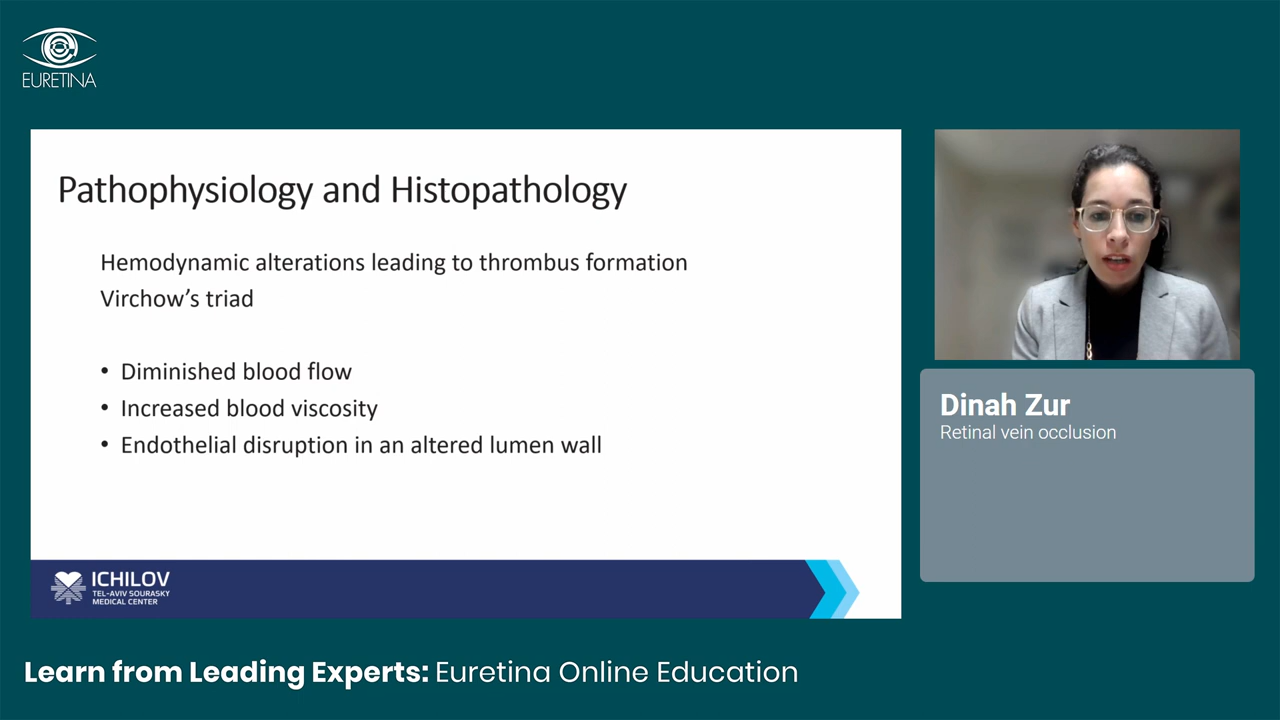 EURETINA
Pathophysiology and Histopathology
Hemodynamic alterations leading to thrombus formation
Virchow’s triad
• Diminished blood flow
• Increased blood viscosity
• Endothelial disruption in an altered lumen wall
ICHILOV
TEL-AVIV SOURASKY
MEDICAL CENTER
Dinah Zur
Retinal vein occlusion
Learn from Leading Experts: Euretina Online Education